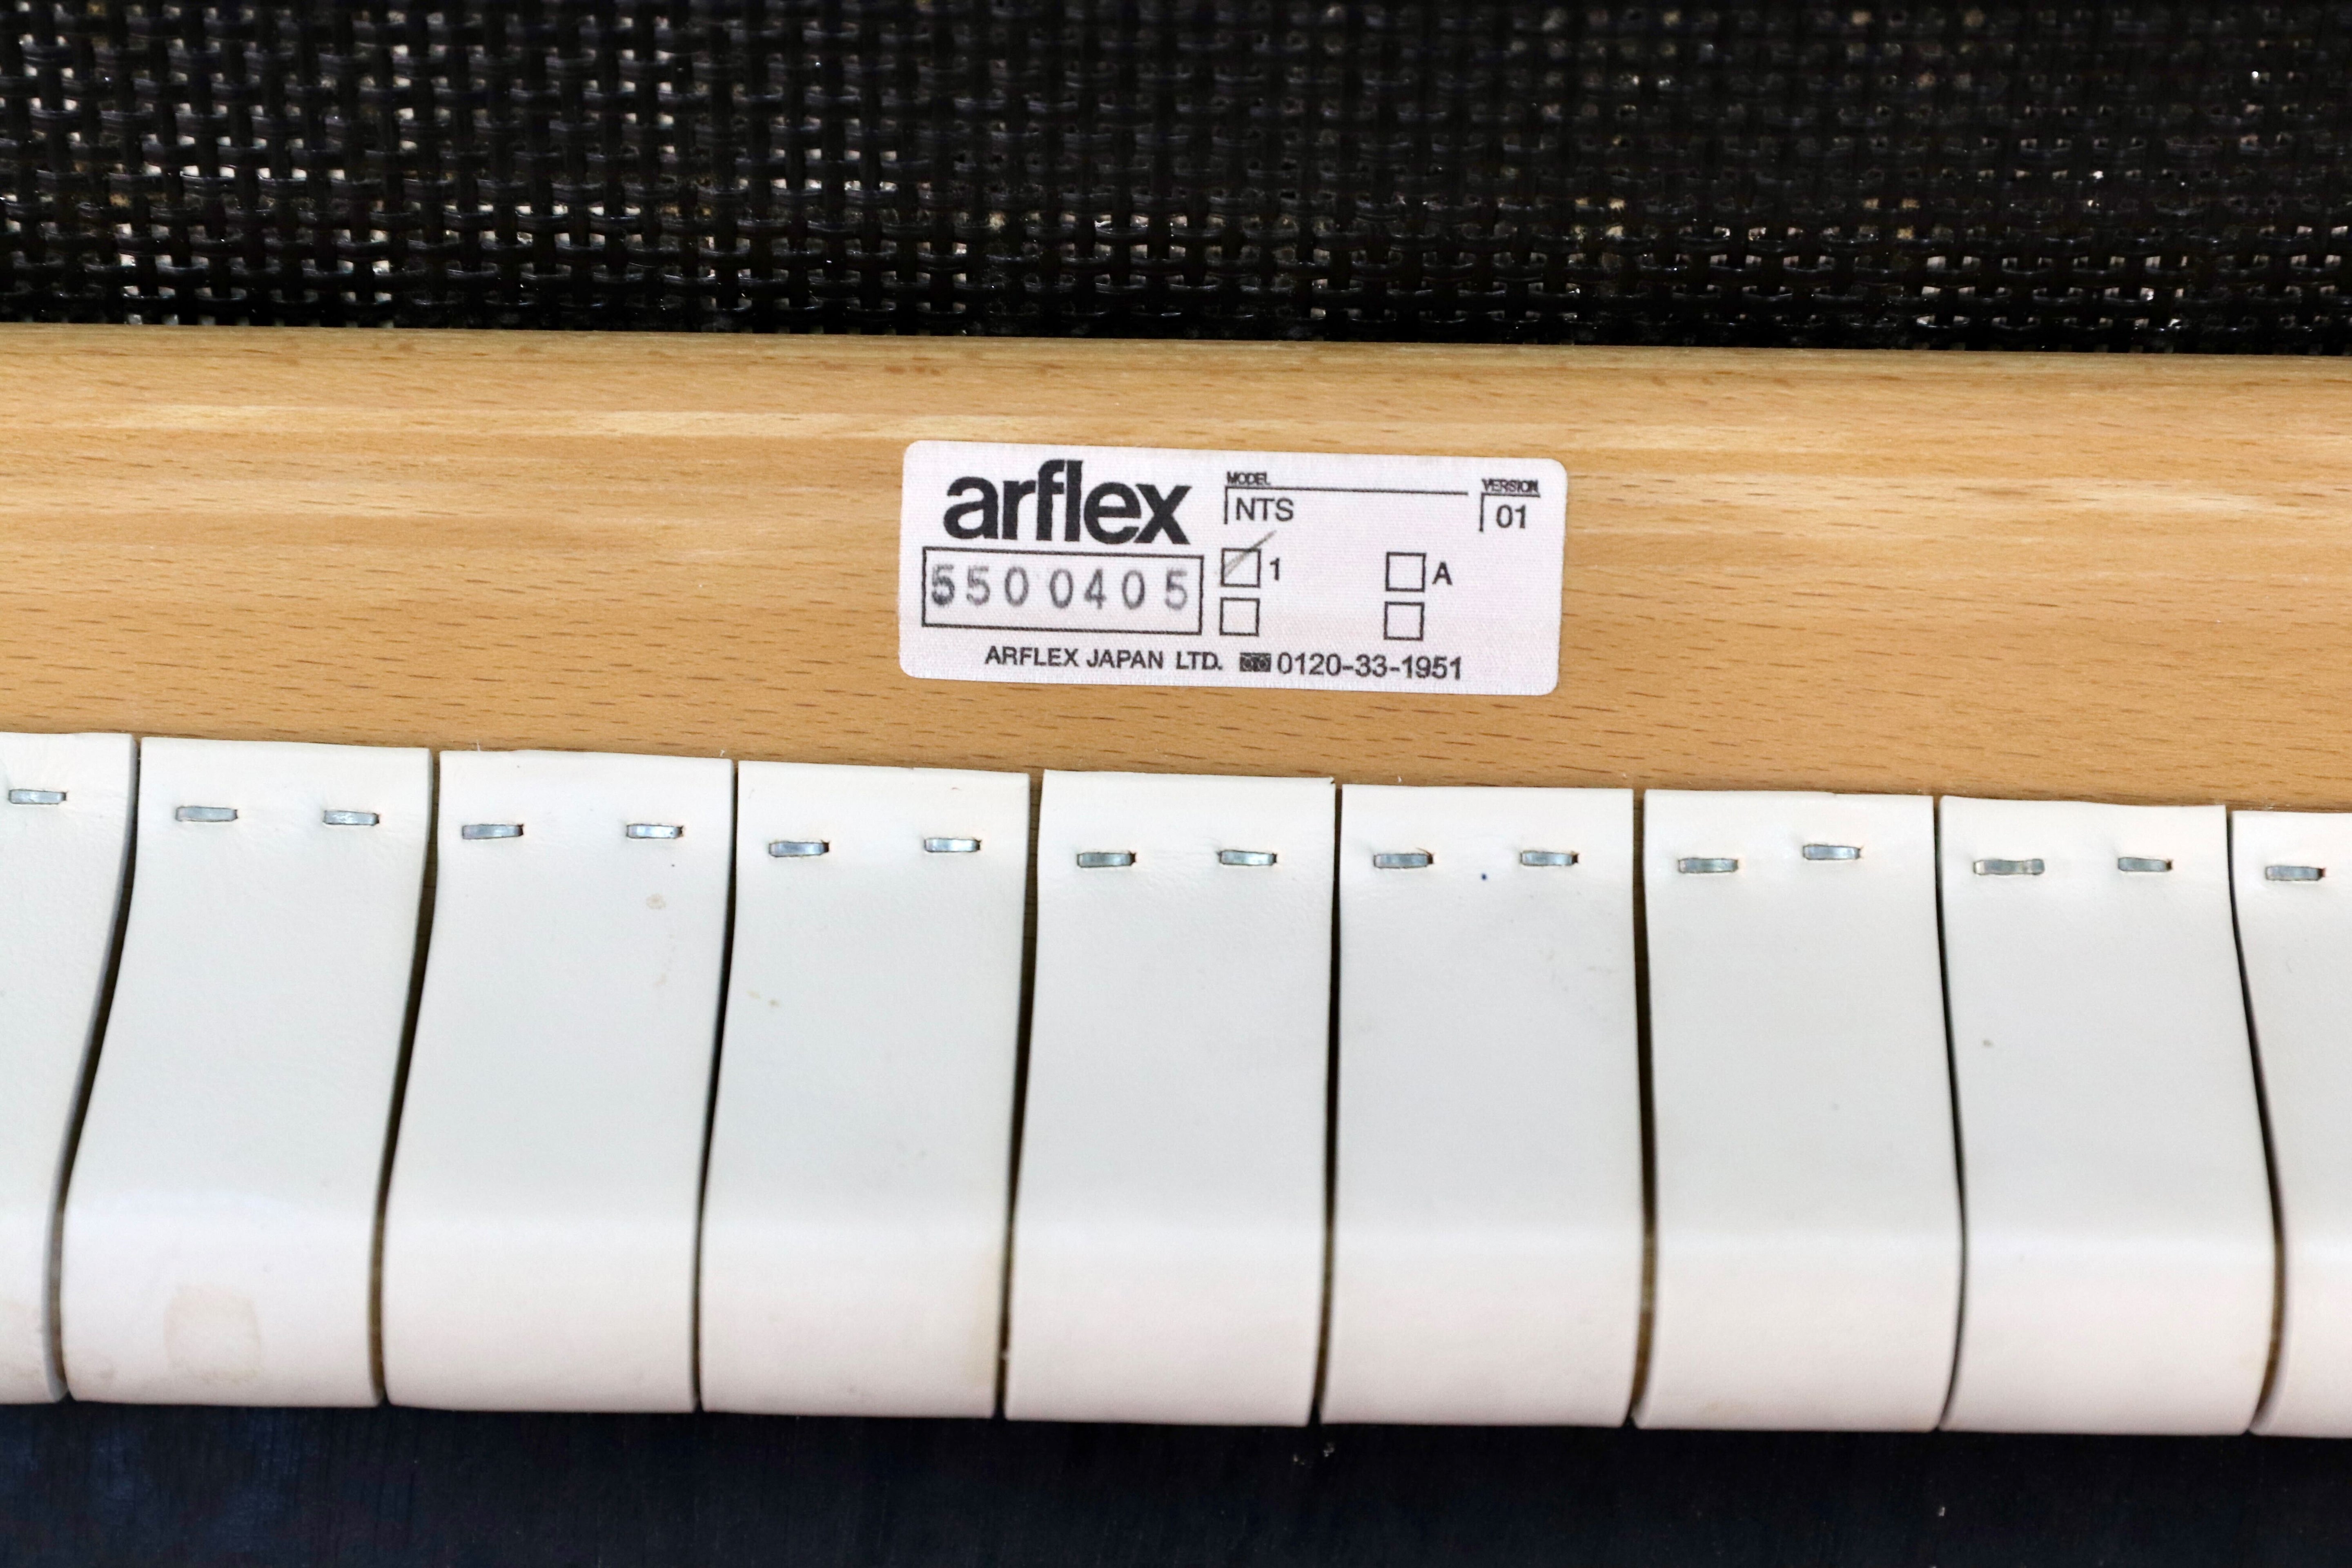 arflex
MODEL
NTS
VERSION
01
5500405
1
A
ARFLEX JAPAN LTD. 0120-33-1951